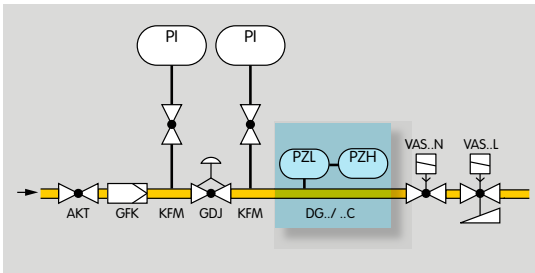 PI PI
PZL PZH VAS..N VAS..L
AKT GFK KFM GDJ KFM DG../ ..C